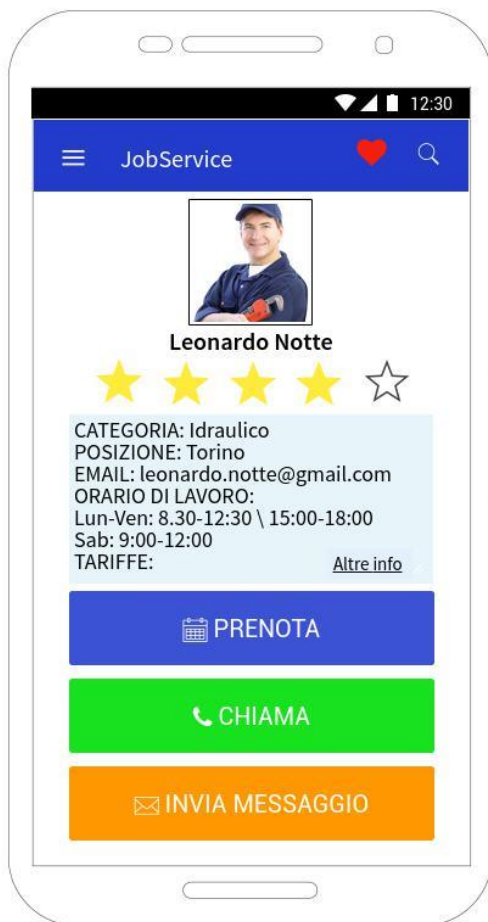 12:30
JobService
Leonardo Notte
CATEGORIA: Idraulico
POSIZIONE: Torino
EMAIL: leonardo.notte@gmail.com
ORARIO DI LAVORO:
Lun-Ven: 8.30-12:30 \ 15:00-18:00
Sab: 9:00-12:00
TARIFFE: Altre info
PRENOTA
CHIAMA
INVIA MESSAGGIO